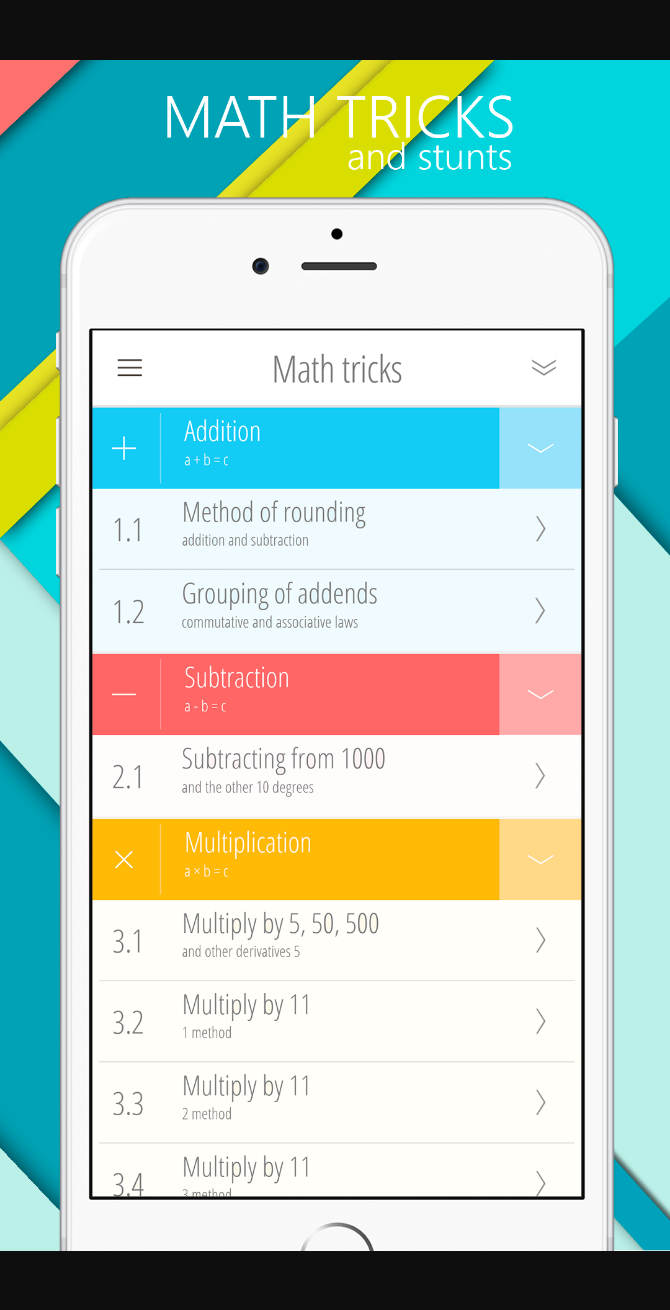 MATH TRICKS
and stunts
Math tricks
Addition
a + b = c
1.1
Method of rounding
addition and subtraction
1.2
Grouping of addends
commutative and associative laws
Subtraction
a - b = c
2.1
Subtracting from 1000
and the other 10 degrees
Multiplication
a × b = c
3.1
Multiply by 5, 50, 500
and other derivatives 5
3.2
Multiply by 11
1 method
3.3
Multiply by 11
2 method
3.4
Multiply by 11
3 method